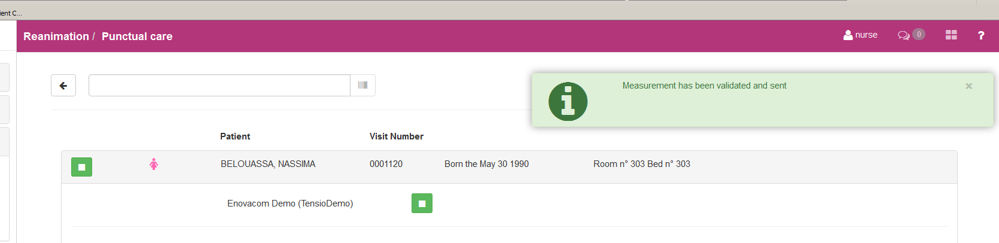 ient C...
Reanimation / Punctual care
nurse
0
?
Measurement has been validated and sent
×
Patient Visit Number
BELOUASSA, NASSIMA 0001120 Born the May 30 1990 Room n° 303 Bed n° 303
Enovacom Demo (TensioDemo)